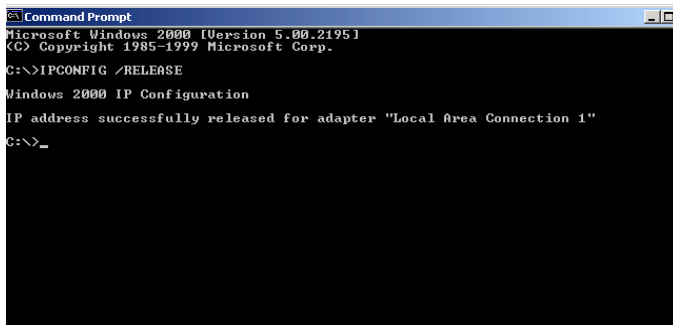 Command Prompt
Microsoft Windows 2000 [Version 5.00.2195]
(C) Copyright 1985-1999 Microsoft Corp.
C:\>IPCONFIG /RELEASE
Windows 2000 IP Configuration
IP address successfully released for adapter "Local Area Connection 1"
C:\>_